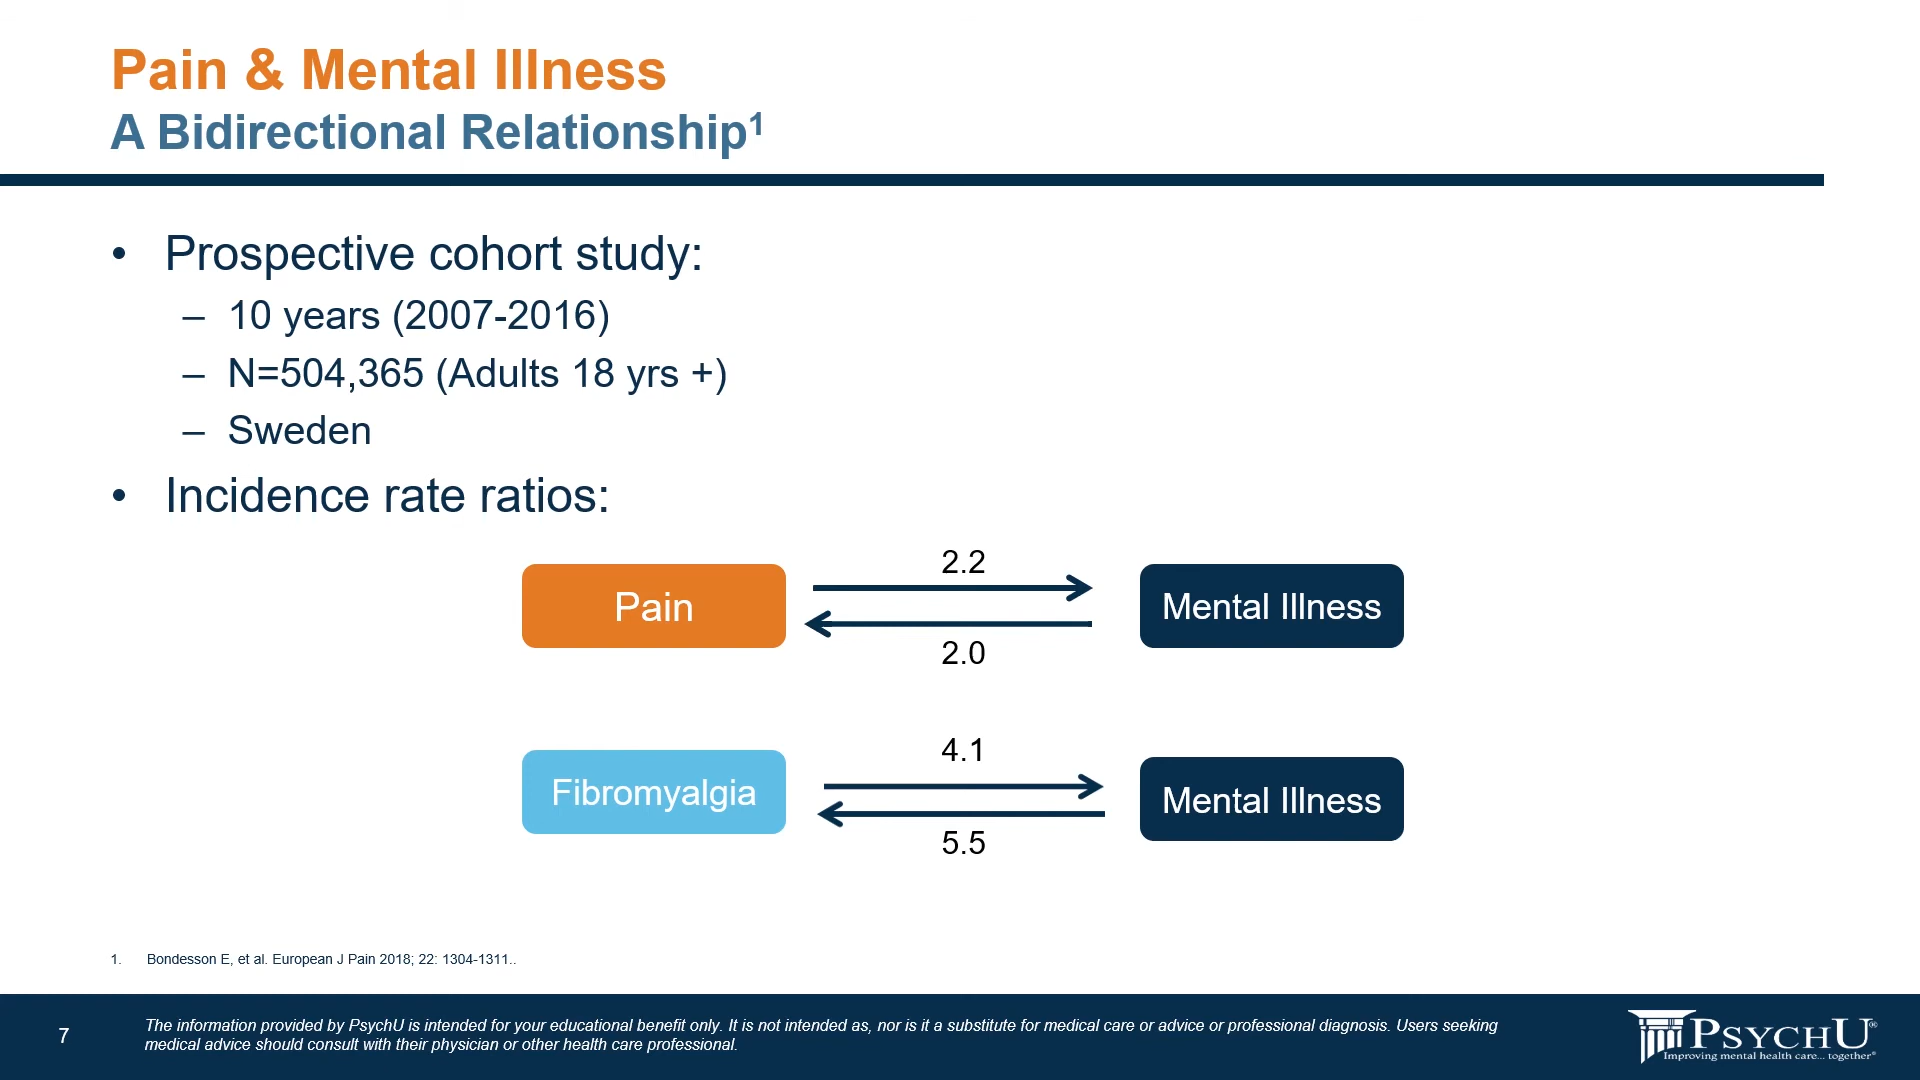 Pain & Mental Illness
A Bidirectional Relationship¹
• Prospective cohort study:
– 10 years (2007-2016)
– N=504,365 (Adults 18 yrs +)
– Sweden
• Incidence rate ratios:
2.2
Pain
Mental Illness
2.0
4.1
Fibromyalgia
Mental Illness
5.5
1. Bondesson E, et al. European J Pain 2018; 22: 1304-1311..
7
The information provided by PsychU is intended for your educational benefit only. It is not intended as, nor is it a substitute for medical care or advice or professional diagnosis. Users seeking
medical advice should consult with their physician or other health care professional.
PSYCHU®
Improving mental health care... together®